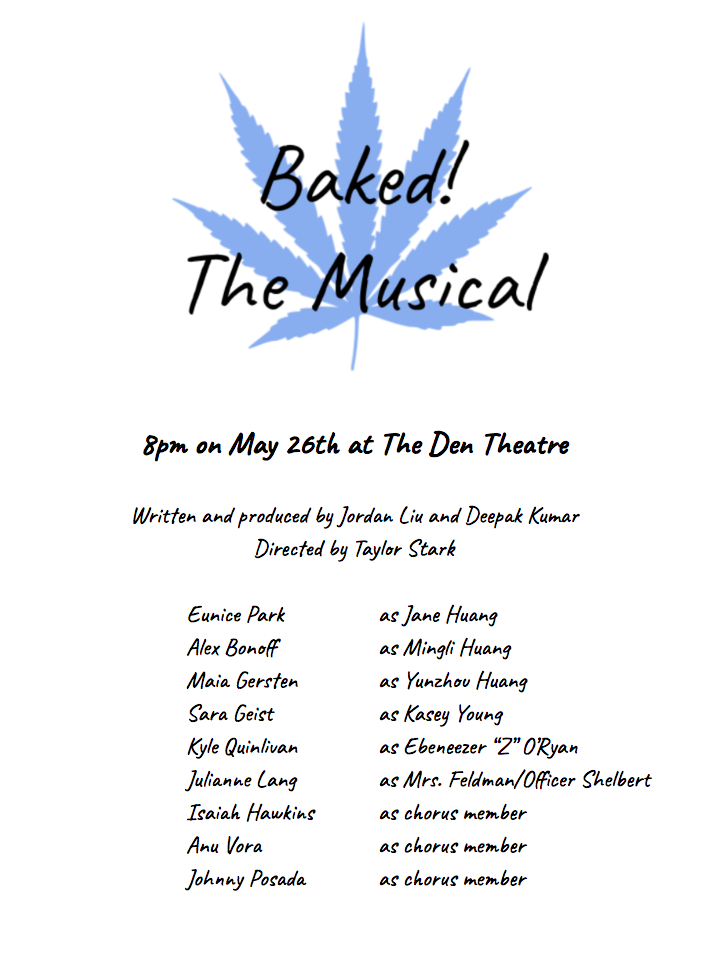 Baked!
The Musical
8pm on May 26th at The Den Theatre
Written and produced by Jordan Liu and Deepak Kumar
Directed by Taylor Stark
Eunice Park as Jane Huang
Alex Bonoff as Mingli Huang
Maia Gersten as Yunzhou Huang
Sara Geist as Kasey Young
Kyle Quinlivan as Ebeneezer “Z” O’Ryan
Julianne Lang as Mrs. Feldman/Officer Shelbert
Isaiah Hawkins as chorus member
Anu Vora as chorus member
Johnny Posada as chorus member